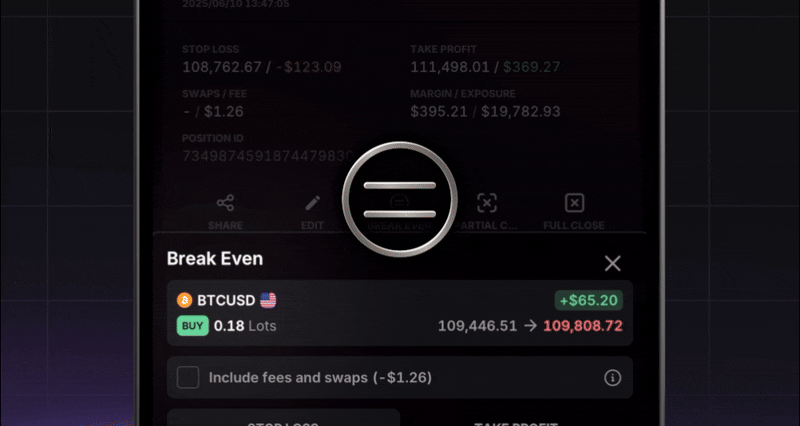 2025/06/10 13:47:05
STOP LOSS TAKE PROFIT
108,762.67 / -$123.09 111,498.01 / $369.27
SWAPS / FEE MARGIN / EXPOSURE
- / $1.26 $395.21 / $19,782.93
POSITION ID
7349874591874479830
SHARE EDIT BREAK EVEN PARTIAL C... FULL CLOSE
Break Even
BTCUSD +$65.20
BUY 0.18 Lots 109,446.51 → 109,808.72
Include fees and swaps (-$1.26)
STOP LOSS TAKE PROFIT